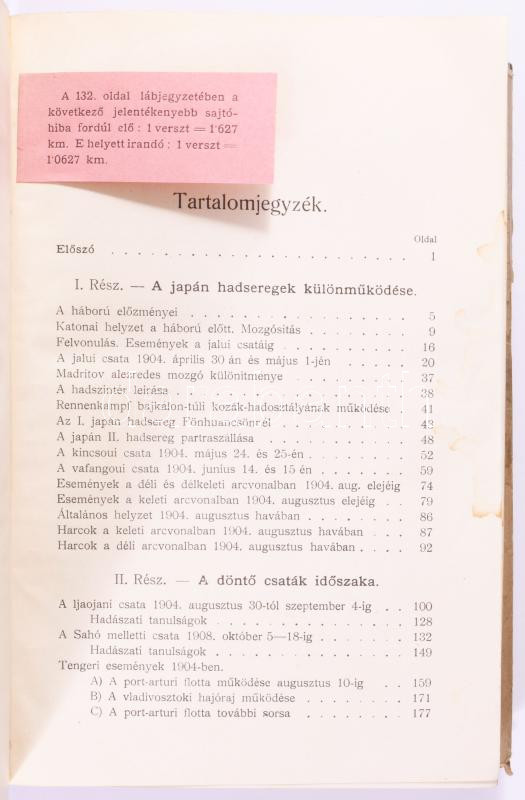 A 132. oldal lábjegyzetében a
következő jelentékenyebb sajtó-
hiba fordúl elő: 1 verszt = 1·627
km. E helyett irandó: 1 verszt =
1·0627 km.
Tartalomjegyzék.
Oldal
Előszó . . . . . . . . . . . . . . . . . . . . . . . 1
I. Rész. — A japán hadseregek különműködése.
A háború előzményei . . . . . . . . . . . . . . . . 5
Katonai helyzet a háború előtt. Mozgósítás . . . . . . . 9
Felvonulás. Események a jalui csatáig . . . . . . . . . 16
A jalui csata 1904. április 30 án és május 1-jén . . . . . 20
Madritov alezredes mozgó különitmenye . . . . . . . . 37
A hadszintér leírása . . . . . . . . . . . . . . . . 38
Rennenkampf bajkálon-túli kozák-hadosztályának működése . 41
Az I. japán hadsereg Fönhuancsönnél . . . . . . . . . 43
A japán II. hadsereg partraszállása . . . . . . . . . . 48
A kincsoui csata 1904. május 24. és 25-én . . . . . . . 52
A vafangoui csata 1904. junius 14. és 15 én . . . . . . 59
Események a déli és délkeleti arcvonalban 1904. aug. elejéig 74
Események a keleti arcvonalban 1904. augusztus elejéig . . 79
Általános helyzet 1904. augusztus havában . . . . . . . 86
Harcok a keleti arcvonalban 1904. augusztus havában . . . 87
Harcok a déli arcvonalban 1904. augusztus havában . . . . 92
II. Rész. — A döntő csaták időszaka.
A ljaojani csata 1904. augusztus 30-tól szeptember 4-ig . . 100
Hadászati tanulságok . . . . . . . . . . . . . 128
A Sahó melletti csata 1908. október 5—18-ig . . . . . . 132
Hadászati tanulságok . . . . . . . . . . . . . 149
Tengeri események 1904-ben.
A) A port-arturi flotta működése augusztus 10-ig . . 159
B) A vladivosztoki hajóraj működése . . . . . . . 171
C) A port-arturi flotta további sorsa . . . . . . . . 177